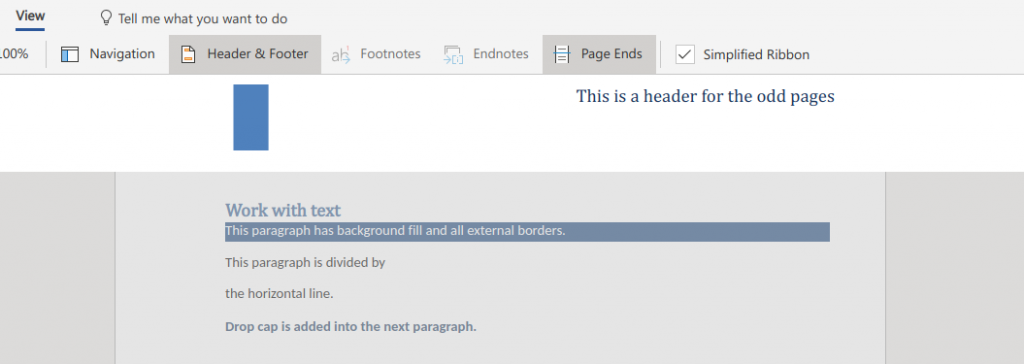 View Tell me what you want to do
.00% Navigation Header & Footer Footnotes Endnotes Page Ends Simplified Ribbon
This is a header for the odd pages
Work with text
This paragraph has background fill and all external borders.
This paragraph is divided by
the horizontal line.
Drop cap is added into the next paragraph.